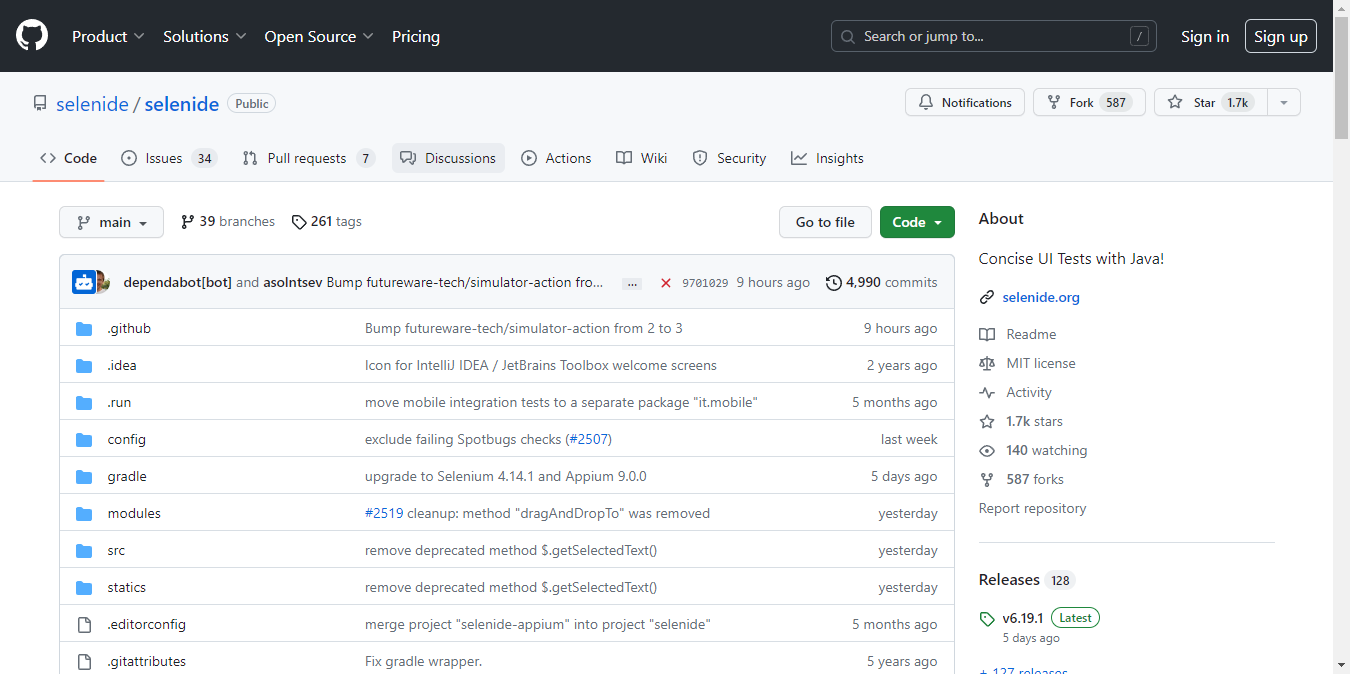 Product Solutions Open Source Pricing Search or jump to... / Sign in Sign up
selenide / selenide Public Notifications Fork 587 Star 1.7k
Code Issues 34 Pull requests 7 Discussions Actions Wiki Security Insights
main 39 branches 261 tags Go to file Code
dependabot[bot] and asolntsev Bump futureware-tech/simulator-action fro... ... 9701029 9 hours ago 4,990 commits
.github Bump futureware-tech/simulator-action from 2 to 3 9 hours ago
.idea Icon for IntelliJ IDEA / JetBrains Toolbox welcome screens 2 years ago
.run move mobile integration tests to a separate package "it.mobile" 5 months ago
config exclude failing Spotbugs checks (#2507) last week
gradle upgrade to Selenium 4.14.1 and Appium 9.0.0 5 days ago
modules #2519 cleanup: method "dragAndDropTo" was removed yesterday
src remove deprecated method $.getSelectedText() yesterday
statics remove deprecated method $.getSelectedText() yesterday
.editorconfig merge project "selenide-appium" into project "selenide" 5 months ago
.gitattributes Fix gradle wrapper. 5 years ago
About
Concise UI Tests with Java!
selenide.org
Readme
MIT license
Activity
1.7k stars
140 watching
587 forks
Report repository
Releases 128
v6.19.1 Latest
5 days ago
+ 127 releases